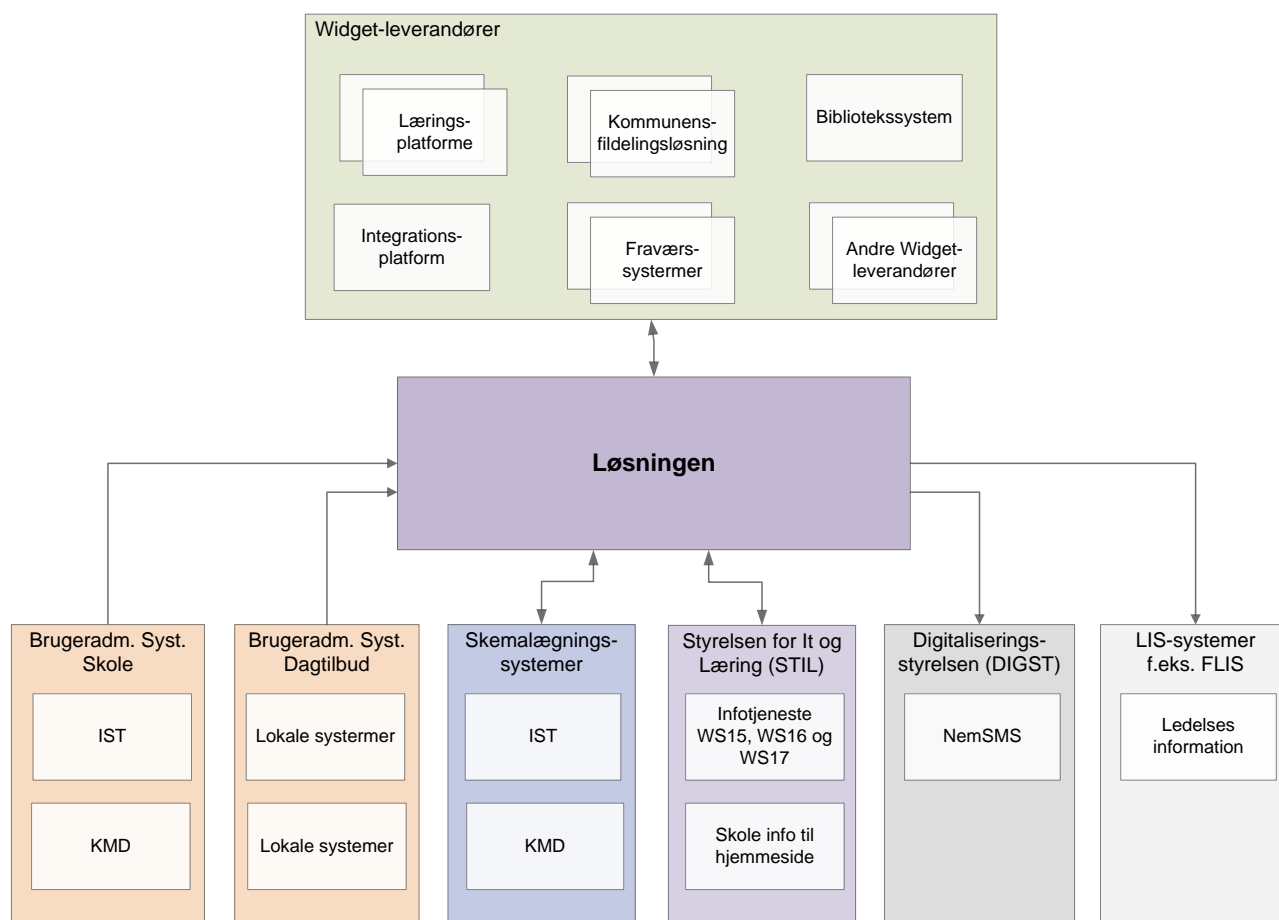 Widget-leverandører
Lærings-
platforme
Kommunens-
fildelingsløsning
Bibliotekssystem
Integrations-
platform
Fraværs-
systermer
Andre Widget-
leverandører
Løsningen
Brugeradm. Syst.
Skole
IST
KMD
Brugeradm. Syst.
Dagtilbud
Lokale systermer
Lokale systemer
Skemalægnings-
systemer
IST
KMD
Styrelsen for It og
Læring (STIL)
Infotjeneste
WS15, WS16 og
WS17
Skole info til
hjemmeside
Digitaliserings-
styrelsen (DIGST)
NemSMS
LIS-systemer
f.eks. FLIS
Ledelses
information